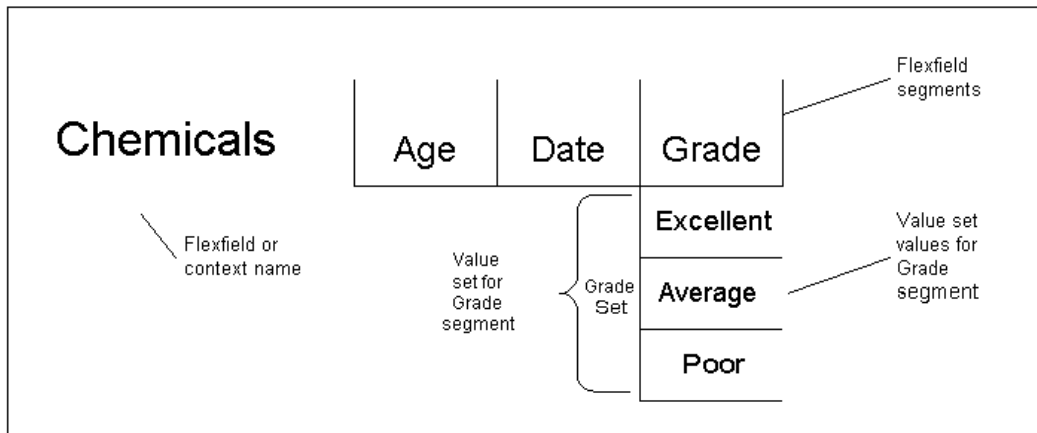 Flexfield
segments
Chemicals
Age
Date
Grade
Flexfield or
context name
Value
set for
Grade
segment
Grade
Set
Excellent
Average
Poor
Value set
values for
Grade
segment